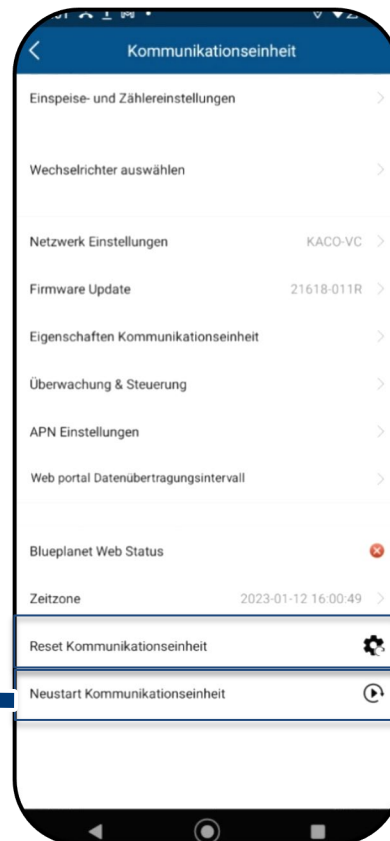 Kommunikationseinheit
Einspeise- und Zählereinstellungen
Wechselrichter auswählen
Netzwerk Einstellungen KACO-VC
Firmware Update 21618-011R
Eigenschaften Kommunikationseinheit
Überwachung & Steuerung
APN Einstellungen
Web portal Datenübertragungsintervall
Blueplanet Web Status
Zeitzone 2023-01-12 16:00:49
Reset Kommunikationseinheit
Neustart Kommunikationseinheit